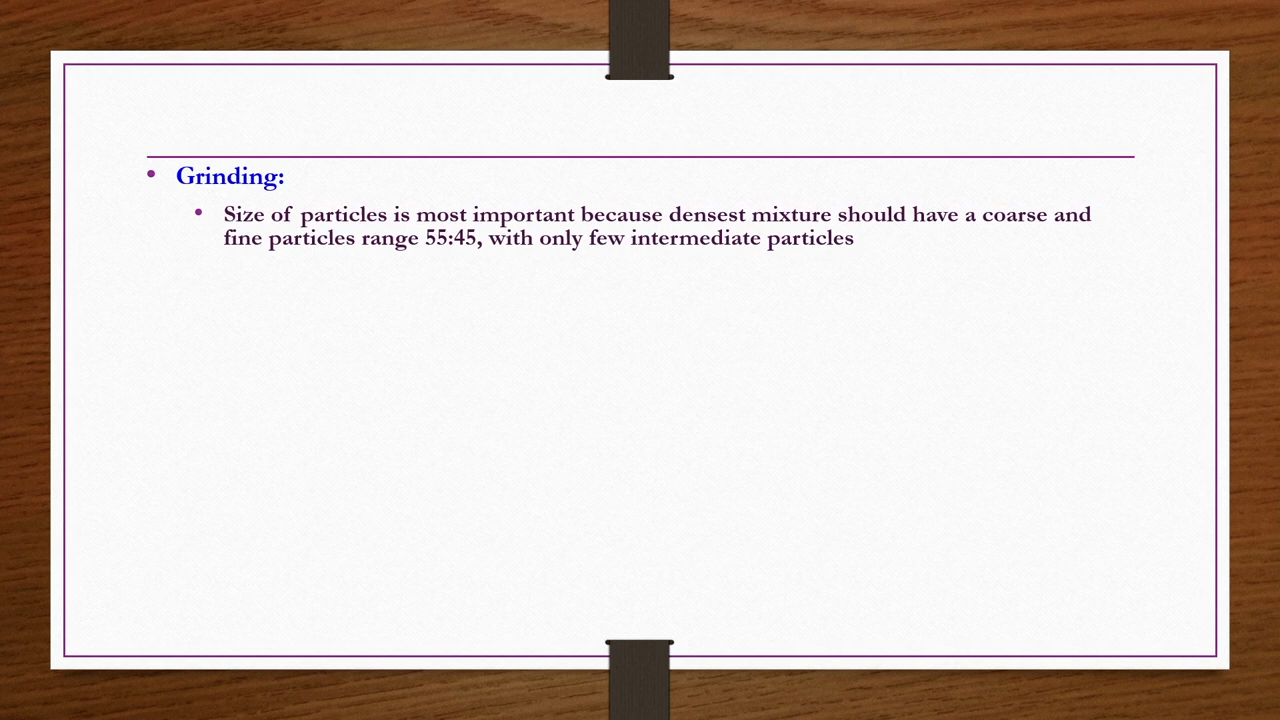 • Grinding:
• Size of particles is most important because densest mixture should have a coarse and
fine particles range 55:45, with only few intermediate particles